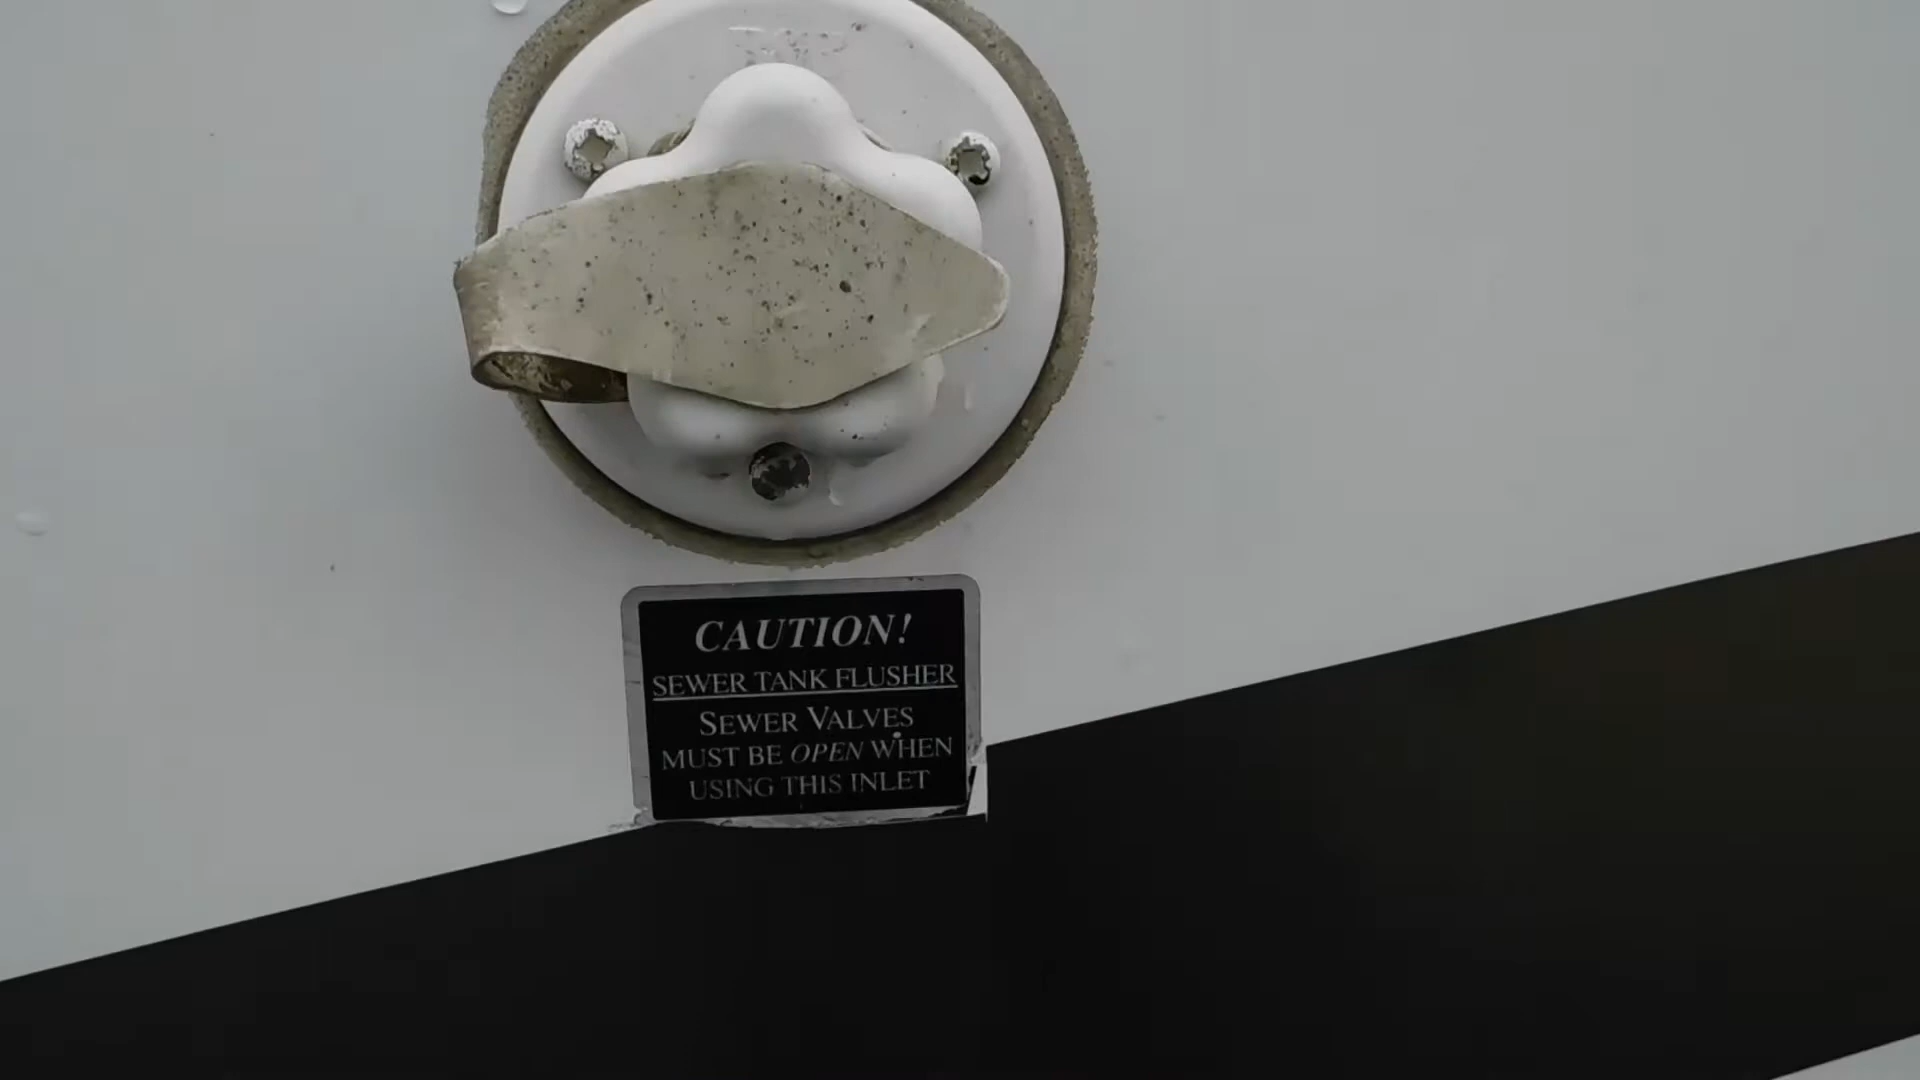 CAUTION!
SEWER TANK FLUSHER
SEWER VALVES
MUST BE OPEN WHEN
USING THIS INLET